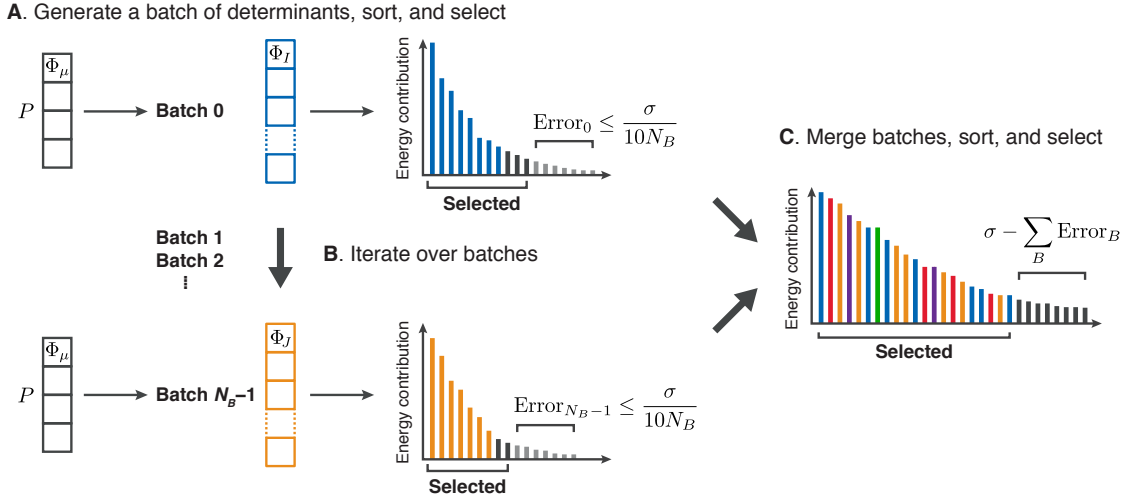 A. Generate a batch of determinants, sort, and select
Φ_μ
P
Batch 0
Φ_I
Energy contribution
Error_0 ≤ σ/(10N_B)
Selected
Batch 1
Batch 2
⋮
B. Iterate over batches
Φ_μ
P
Batch N_B–1
Φ_J
Energy contribution
Error_{N_B−1} ≤ σ/(10N_B)
Selected
C. Merge batches, sort, and select
Energy contribution
σ − ∑_B Error_B
Selected